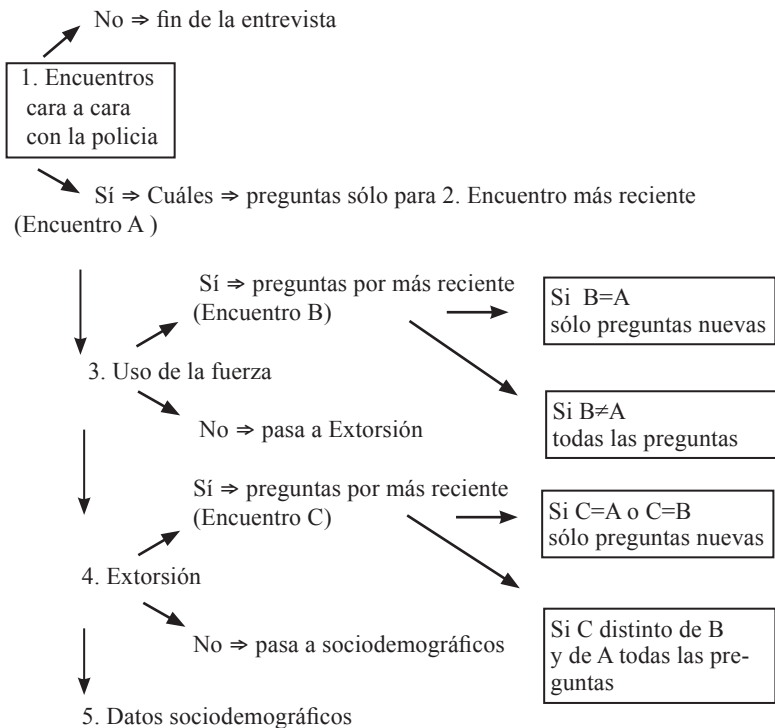 No ⇒ fin de la entrevista
1. Encuentros
cara a cara
con la policia
Sí ⇒ Cuáles ⇒ preguntas sólo para 2. Encuentro más reciente
(Encuentro A )
Sí ⇒ preguntas por más reciente
(Encuentro B)
Si B=A
sólo preguntas nuevas
3. Uso de la fuerza
Si B≠A
todas las preguntas
No ⇒ pasa a Extorsión
Sí ⇒ preguntas por más reciente
(Encuentro C)
Si C=A o C=B
sólo preguntas nuevas
4. Extorsión
Si C distinto de B
y de A todas las pre-
guntas
No ⇒ pasa a sociodemográficos
5. Datos sociodemográficos